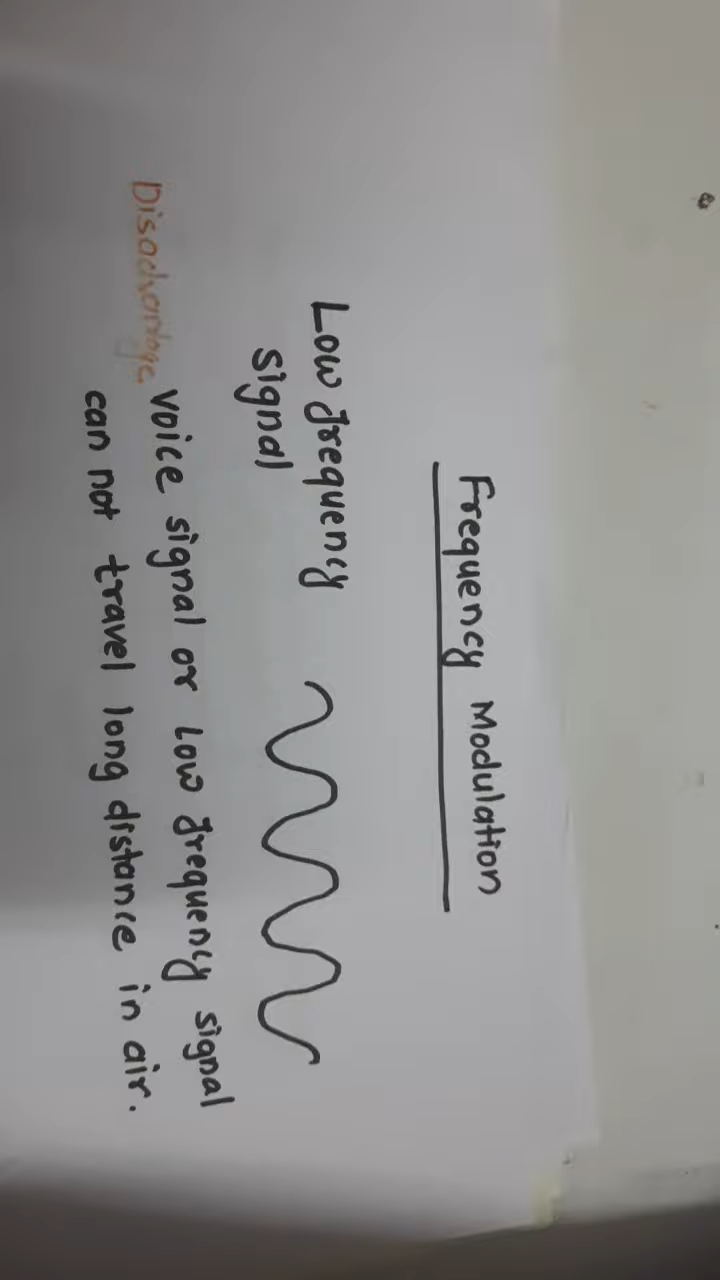 Frequency Modulation
Low frequency
signal
Disadvantage
voice signal or Low frequency signal
can not travel long distance in air.